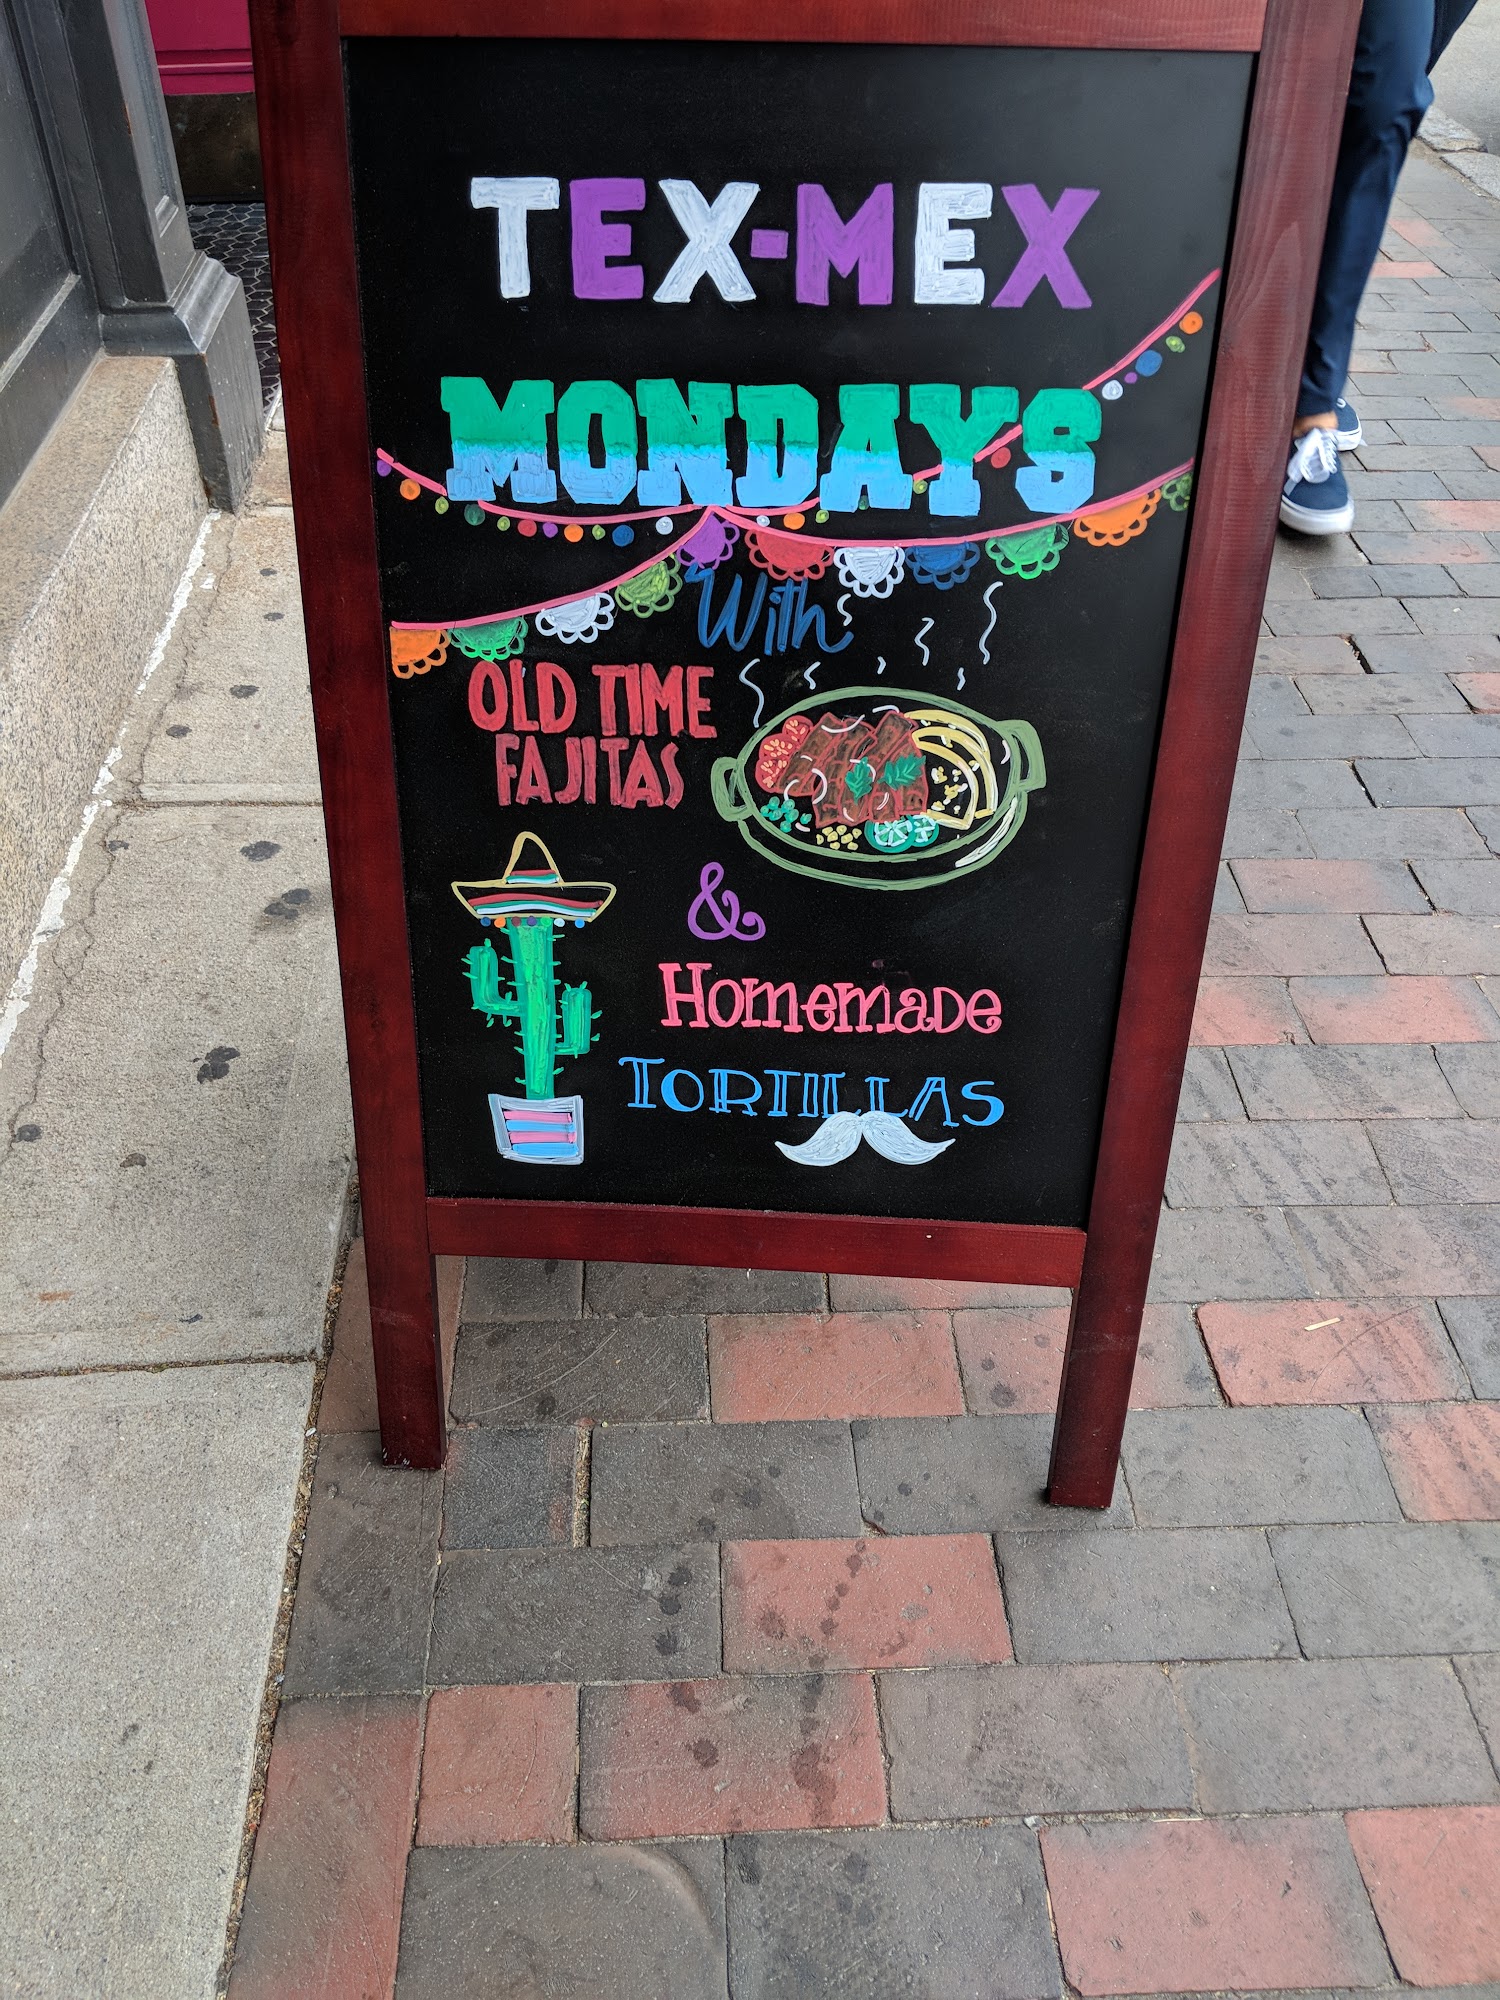 TEX-MEX
MONDAYS
With
OLD TIME
FAJITAS
&
Homemade
TORTILLAS